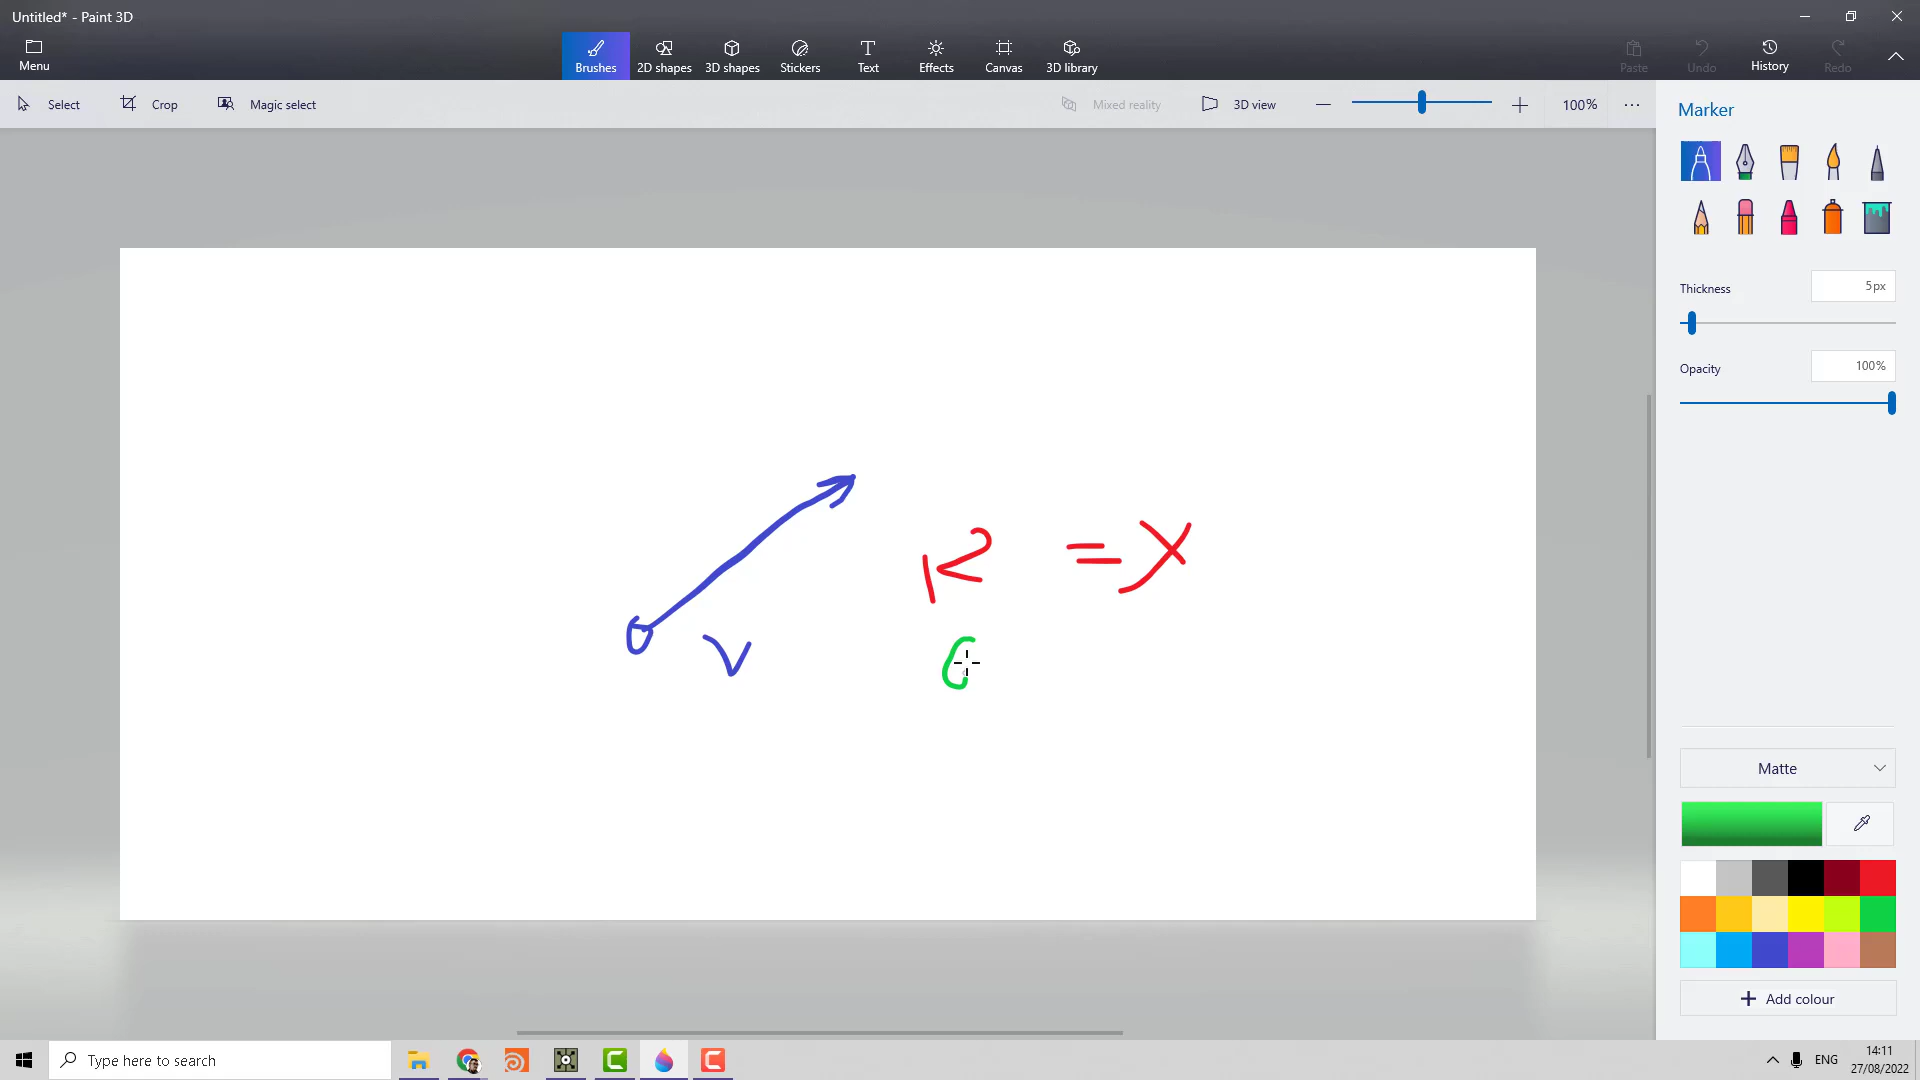 Untitled* - Paint 3D
Menu
Brushes 2D shapes 3D shapes Stickers Text Effects Canvas 3D library
Paste Undo History Redo
Select Crop Magic select
Mixed reality 3D view 100%
Marker
Thickness 5px
Opacity 100%
R = X
V
Matte
Add colour
Type here to search
ENG
14:11
27/08/2022